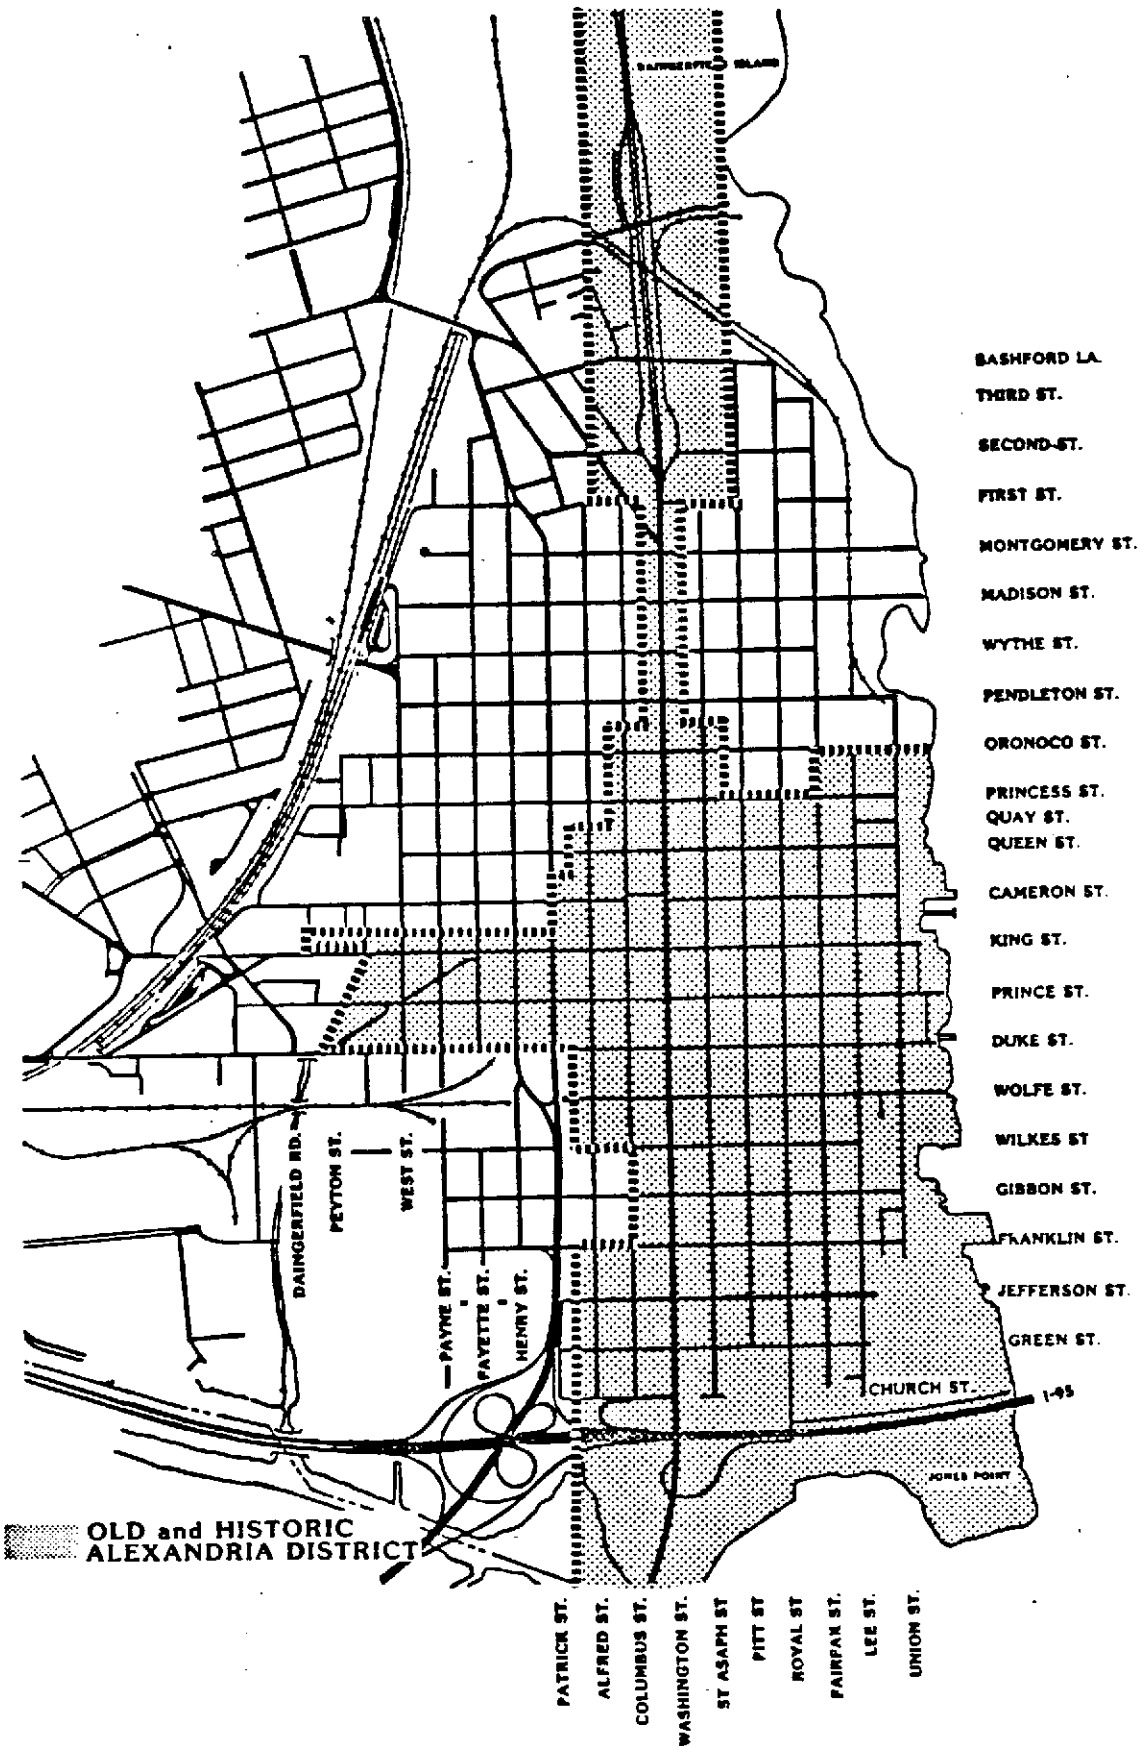 ISLAND
BASHFORD LA.
THIRD ST.
SECOND ST.
FIRST ST.
MONTGOMERY ST.
MADISON ST.
WYTHE ST.
PENDLETON ST.
ORONOCO ST.
PRINCESS ST.
QUAY ST.
QUEEN ST.
CAMERON ST.
KING ST.
PRINCE ST.
DUKE ST.
WOLFE ST.
WILKES ST
GIBBON ST.
FRANKLIN ST.
JEFFERSON ST.
GREEN ST.
CHURCH ST.
I-95
JONES POINT
DAINGERFIELD RD.
PEYTON ST.
WEST ST.
PAYNE ST.
FAYETTE ST.
HENRY ST.
OLD and HISTORIC
ALEXANDRIA DISTRICT
PATRICK ST.
ALFRED ST.
COLUMBUS ST.
WASHINGTON ST.
ST ASAPH ST
PITT ST
ROYAL ST
FAIRFAX ST.
LEE ST.
UNION ST.